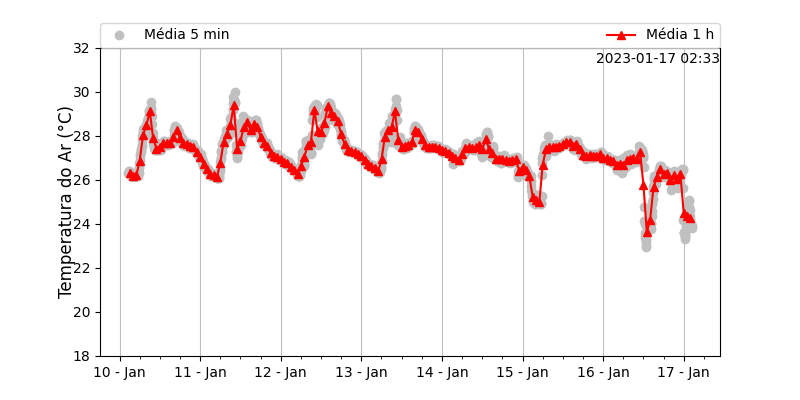 Média 5 min
Média 1 h
2023-01-17 02:33
Temperatura do Ar (°C)
32
30
28
26
24
22
20
18
10 - Jan
11 - Jan
12 - Jan
13 - Jan
14 - Jan
15 - Jan
16 - Jan
17 - Jan